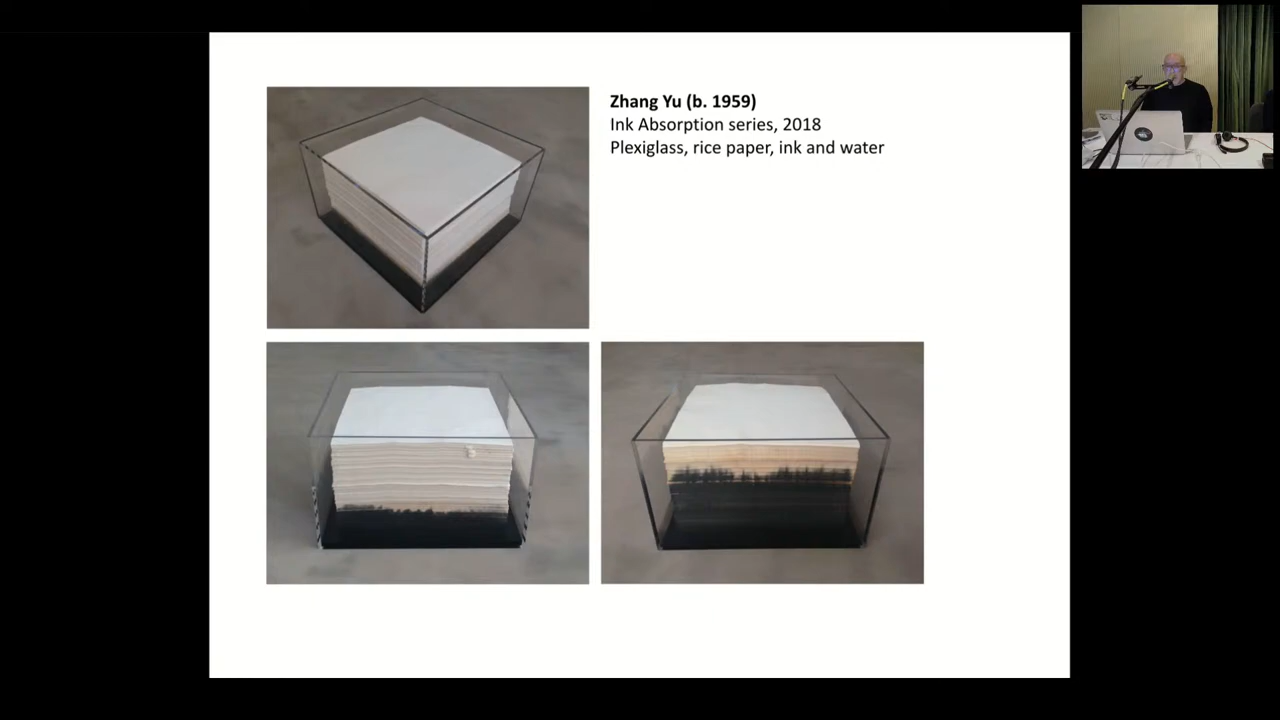 Zhang Yu (b. 1959)
Ink Absorption series, 2018
Plexiglass, rice paper, ink and water